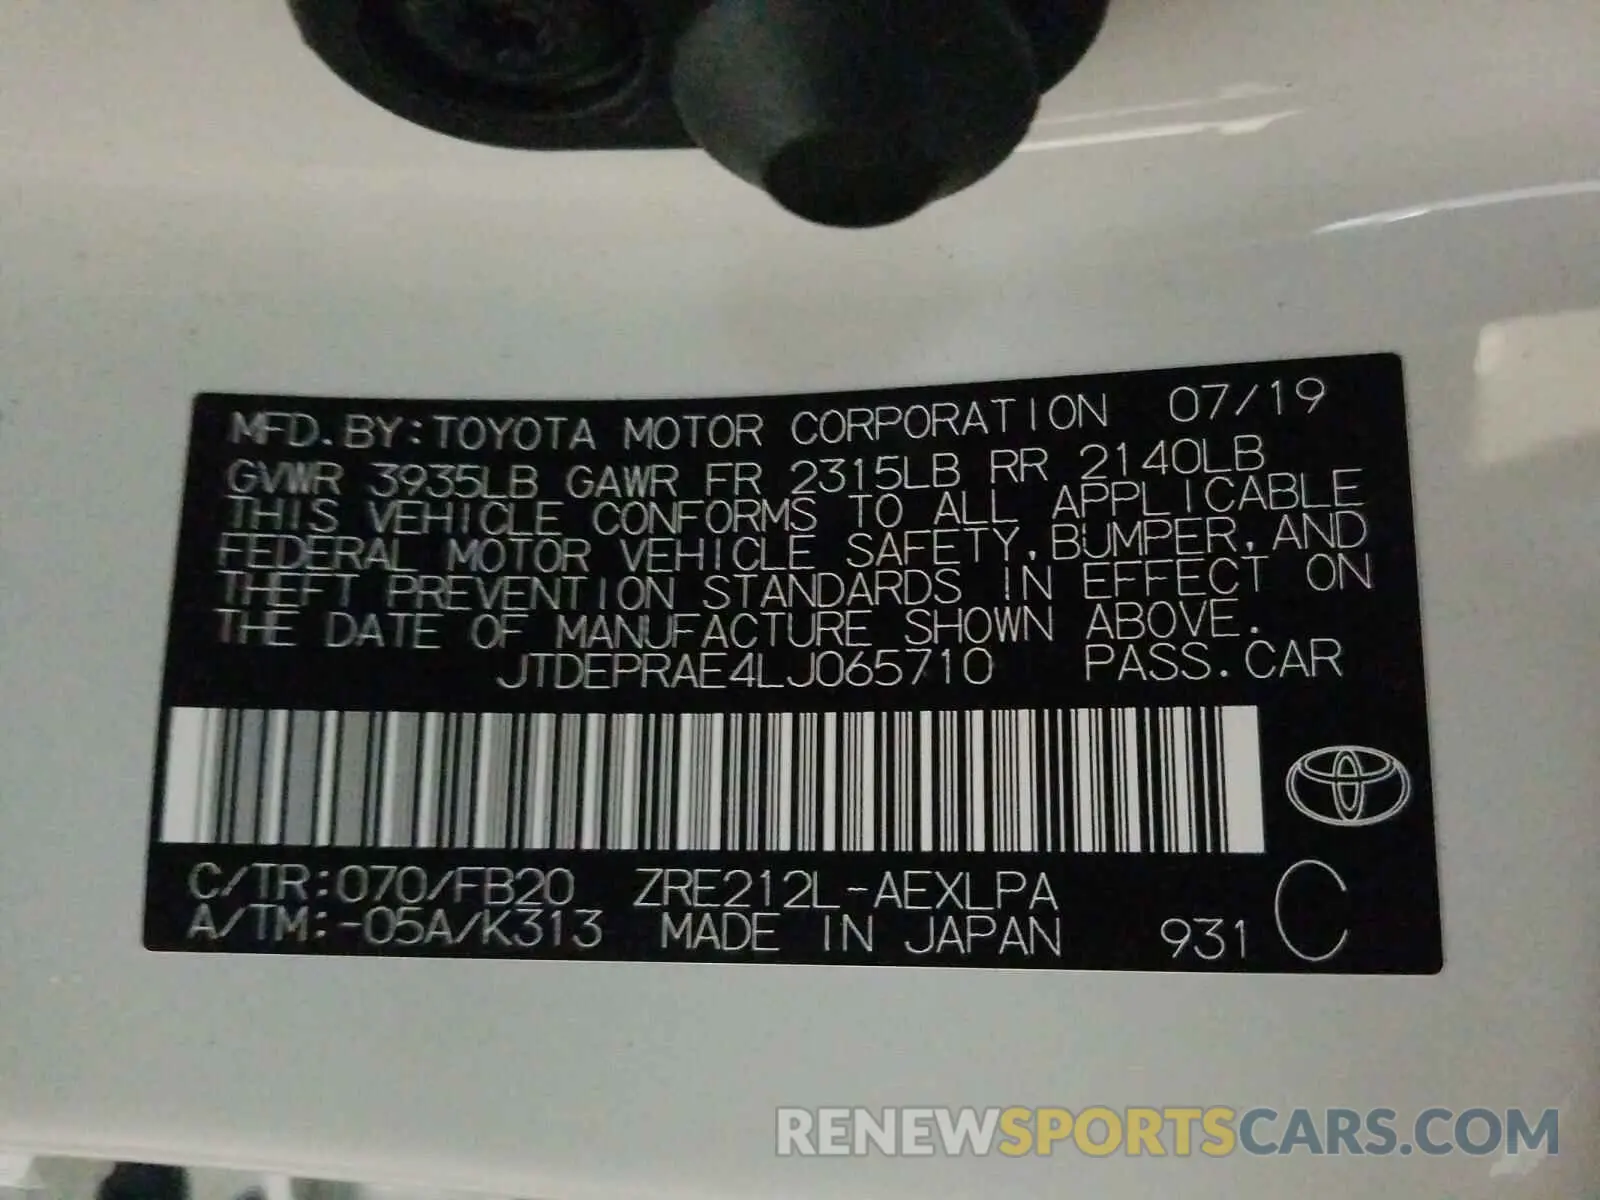 MFD. BY: TOYOTA MOTOR CORPORATION 07/19
GVWR 3935LB GAWR FR 2315LB RR 2140LB
THIS VEHICLE CONFORMS TO ALL APPLICABLE
FEDERAL MOTOR VEHICLE SAFETY, BUMPER, AND
THEFT PREVENTION STANDARDS IN EFFECT ON
THE DATE OF MANUFACTURE SHOWN ABOVE.
JTDEPRAE4LJ065710 PASS. CAR
C/TR: 070/FB20 ZRE212L-AEXLPA
A/TM: -05A/K313 MADE IN JAPAN 931 C
RENEWSPORTSCARS.COM